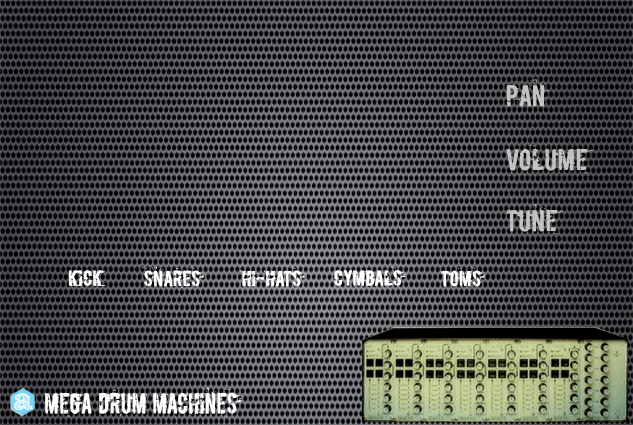 PAN
VOLUME
TUNE
KICK SNARES HI-HATS CYMBALS TOMS
a MEGA DRUM MACHINES